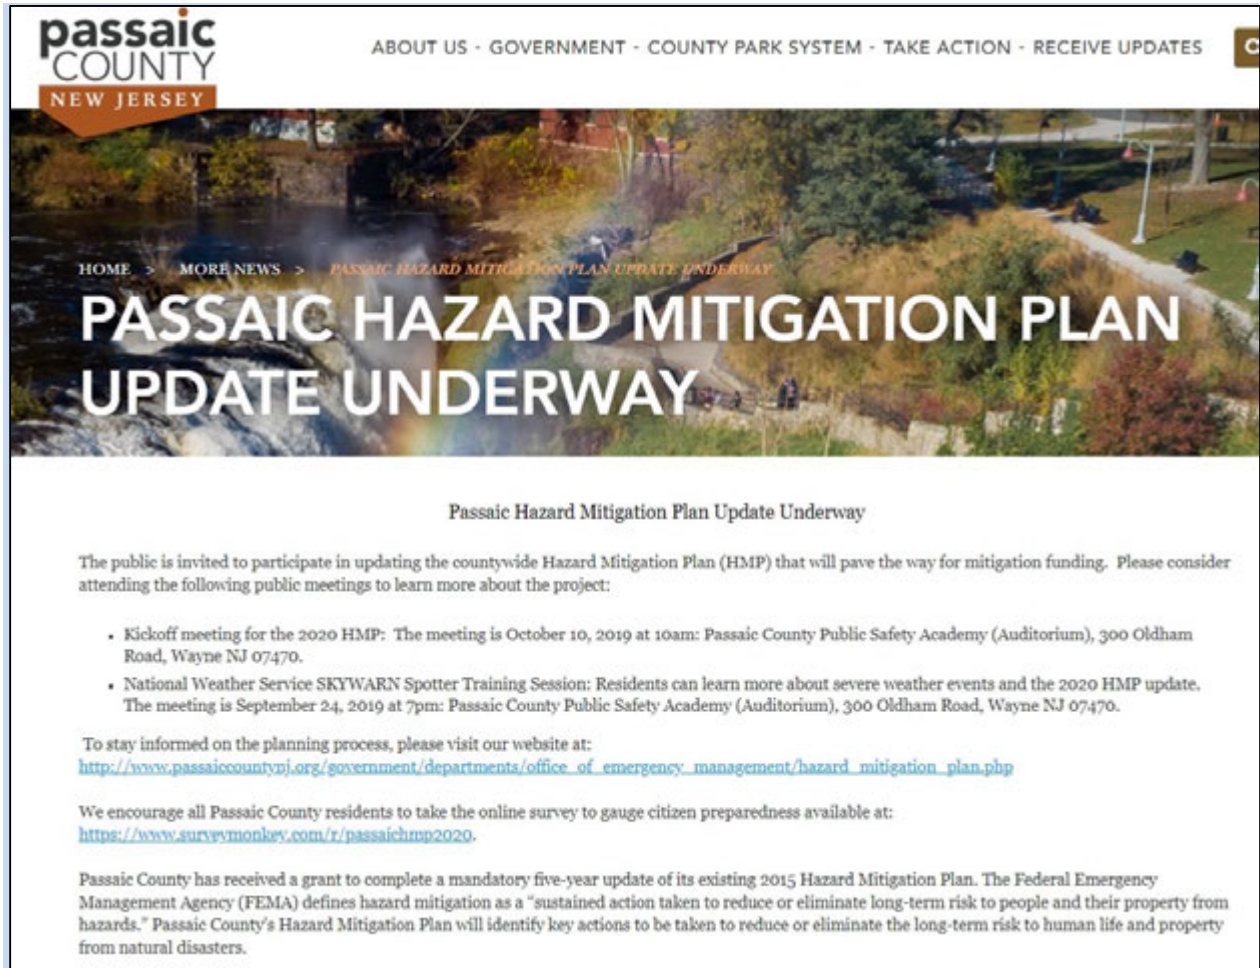 passaic
COUNTY
NEW JERSEY
ABOUT US - GOVERNMENT - COUNTY PARK SYSTEM - TAKE ACTION - RECEIVE UPDATES
C
HOME > MORE NEWS > PASSAIC HAZARD MITIGATION PLAN UPDATE UNDERWAY
PASSAIC HAZARD MITIGATION PLAN
UPDATE UNDERWAY
Passaic Hazard Mitigation Plan Update Underway
The public is invited to participate in updating the countywide Hazard Mitigation Plan (HMP) that will pave the way for mitigation funding.  Please consider
attending the following public meetings to learn more about the project:
• Kickoff meeting for the 2020 HMP:  The meeting is October 10, 2019 at 10am: Passaic County Public Safety Academy (Auditorium), 300 Oldham
Road, Wayne NJ 07470.
• National Weather Service SKYWARN Spotter Training Session: Residents can learn more about severe weather events and the 2020 HMP update.
The meeting is September 24, 2019 at 7pm: Passaic County Public Safety Academy (Auditorium), 300 Oldham Road, Wayne NJ 07470.
To stay informed on the planning process, please visit our website at:
http://www.passaiccountynj.org/government/departments/office_of_emergency_management/hazard_mitigation_plan.php
We encourage all Passaic County residents to take the online survey to gauge citizen preparedness available at:
https://www.surveymonkey.com/r/passaichmp2020.
Passaic County has received a grant to complete a mandatory five-year update of its existing 2015 Hazard Mitigation Plan. The Federal Emergency
Management Agency (FEMA) defines hazard mitigation as a “sustained action taken to reduce or eliminate long-term risk to people and their property from
hazards.” Passaic County's Hazard Mitigation Plan will identify key actions to be taken to reduce or eliminate the long-term risk to human life and property
from natural disasters.